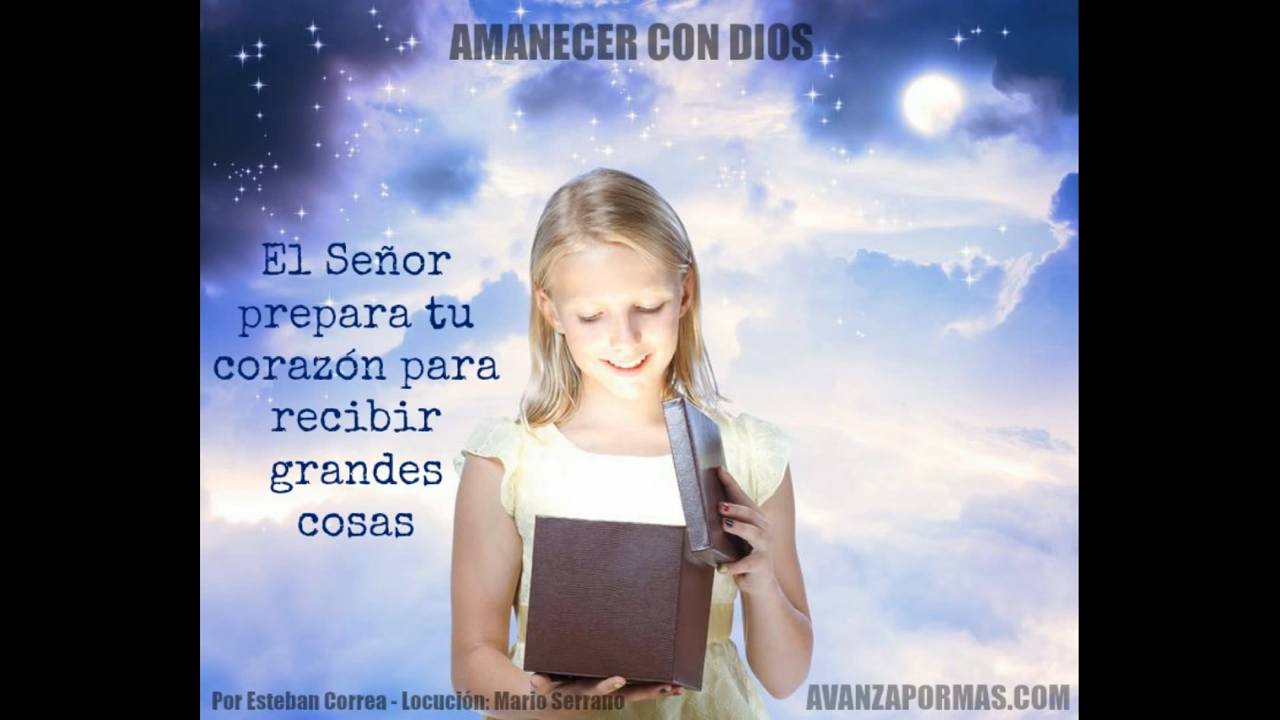 AMANECER CON DIOS
El Señor
prepara tu
corazón para
recibir
grandes
cosas
Por Esteban Correa - Locución: Mario Serrano
AVANZAPORMAS.COM